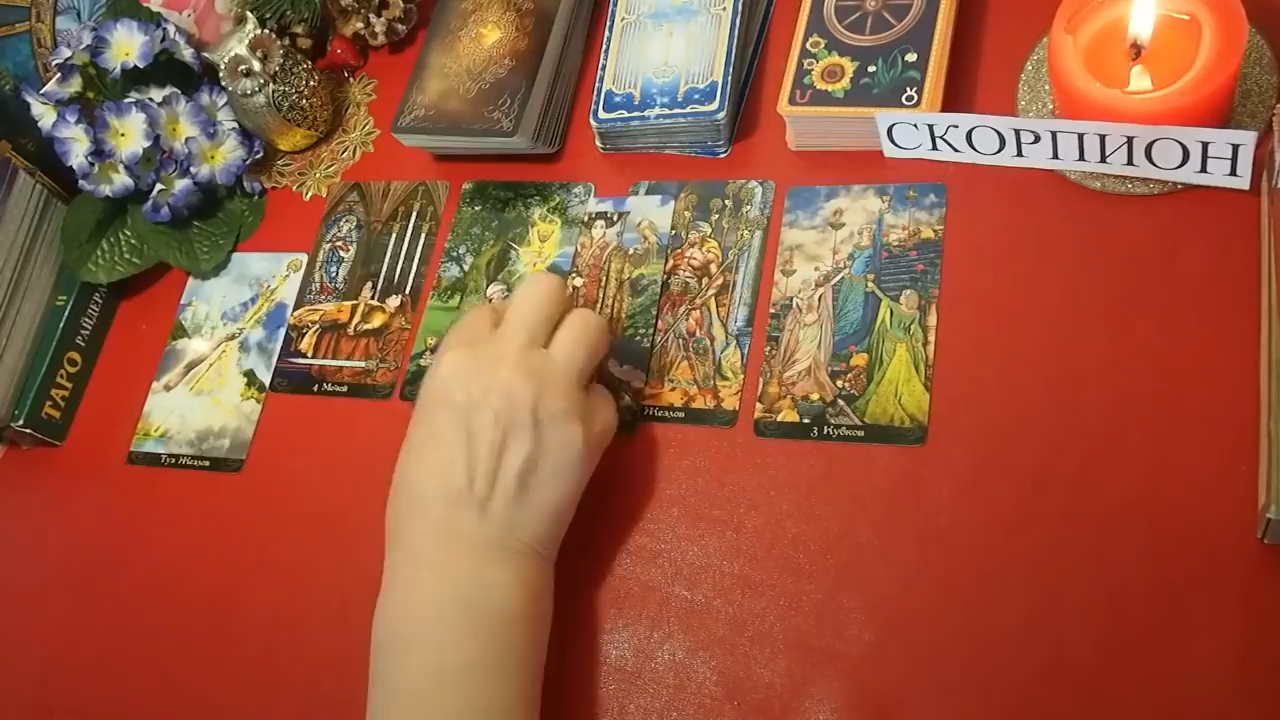 СКОРПИОН
ТАРО РАЙДЕРА
Туз Жезлов
4 Мечей
Жезлов
3 Кубков